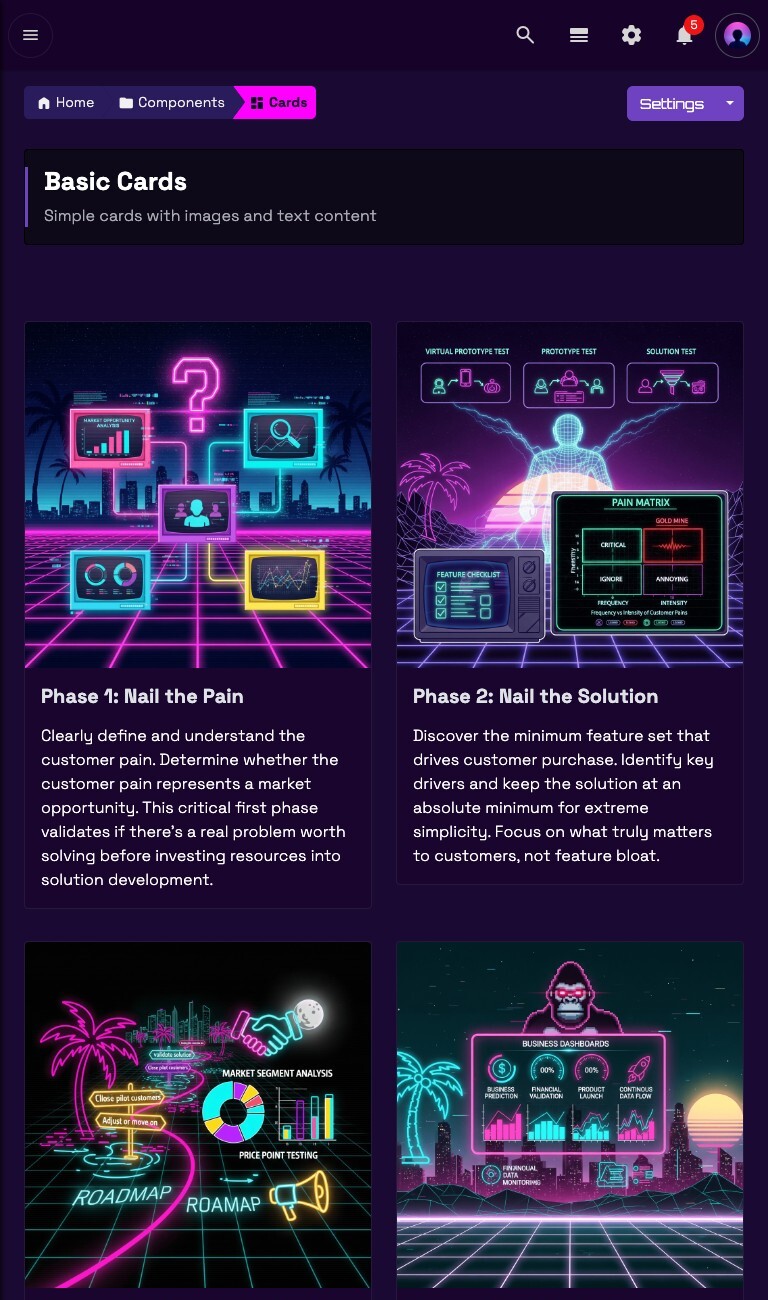 5
Home
Components
Cards
Settings
Basic Cards
Simple cards with images and text content
MARKET OPPORTUNITY
ANALYSIS
VIRTUAL PROTOTYPE TEST
PROTOTYPE TEST
SOLUTION TEST
PAIN MATRIX
GOLD MINE
CRITICAL
IGNORE
ANNOYING
FREQUENCY
INTENSITY
Frequency vs Intensity of Customer Pains
FEATURE CHECKLIST
Phase 1: Nail the Pain
Clearly define and understand the
customer pain. Determine whether the
customer pain represents a market
opportunity. This critical first phase
validates if there's a real problem worth
solving before investing resources into
solution development.
Phase 2: Nail the Solution
Discover the minimum feature set that
drives customer purchase. Identify key
drivers and keep the solution at an
absolute minimum for extreme
simplicity. Focus on what truly matters
to customers, not feature bloat.
Validate solution
Close pilot customers
Close pilot customers
Adjust or move on
MARKET SEGMENT ANALYSIS
PRICE POINT TESTING
ROADMAP
ROAMAP
BUSINESS DASHBOARDS
$
00%
00%
BUSINESS
PREDICTION
FINANCIAL
VALIDATION
PRODUCT
LAUNCH
CONTINOUS
DATA FLOW
DATA